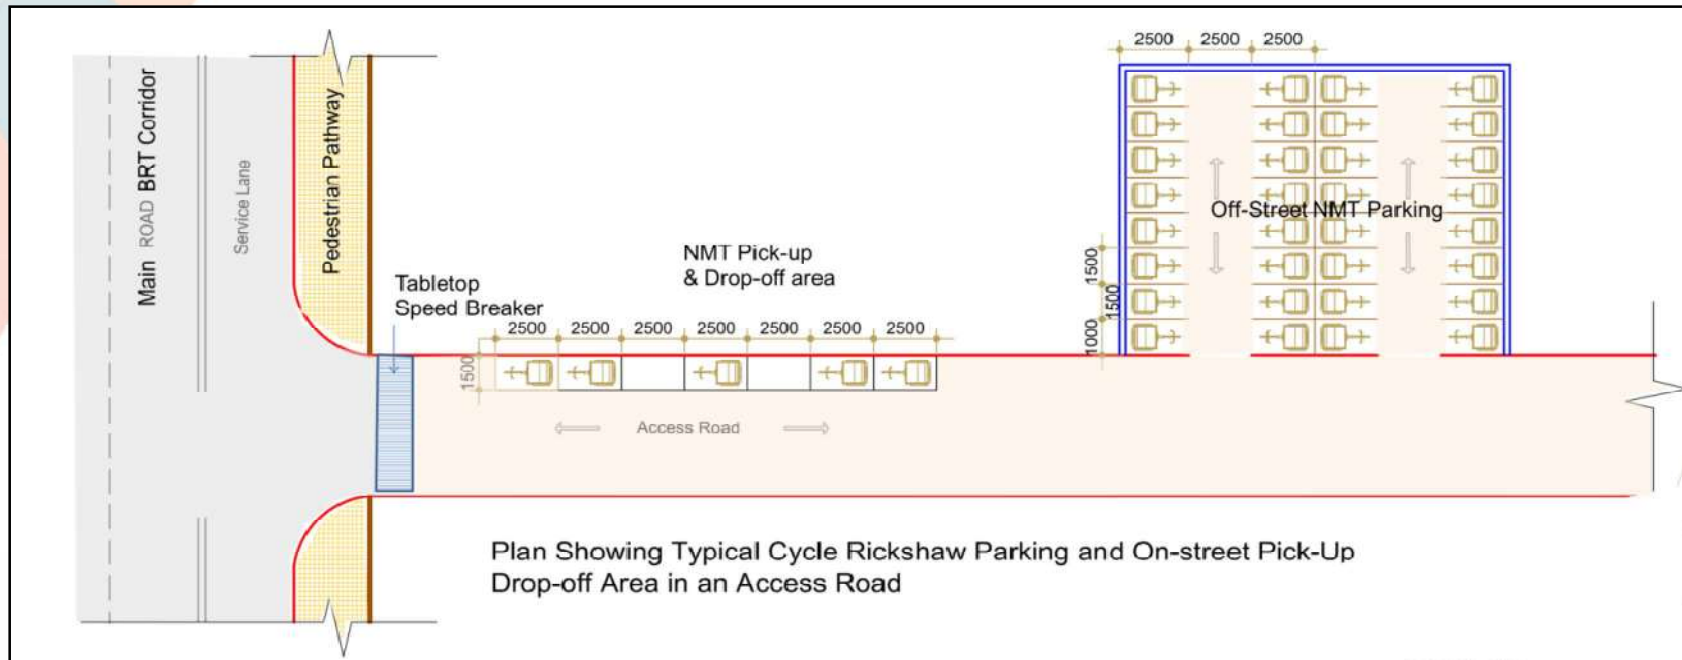 Main ROAD BRT Corridor
Service Lane
Pedestrian Pathway
Tabletop
Speed Breaker
NMT Pick-up
& Drop-off area
2500 2500 2500 2500 2500 2500 2500
1500
Access Road
2500 2500 2500
Off-Street NMT Parking
1500
1500
1000
Plan Showing Typical Cycle Rickshaw Parking and On-street Pick-Up
Drop-off Area in an Access Road